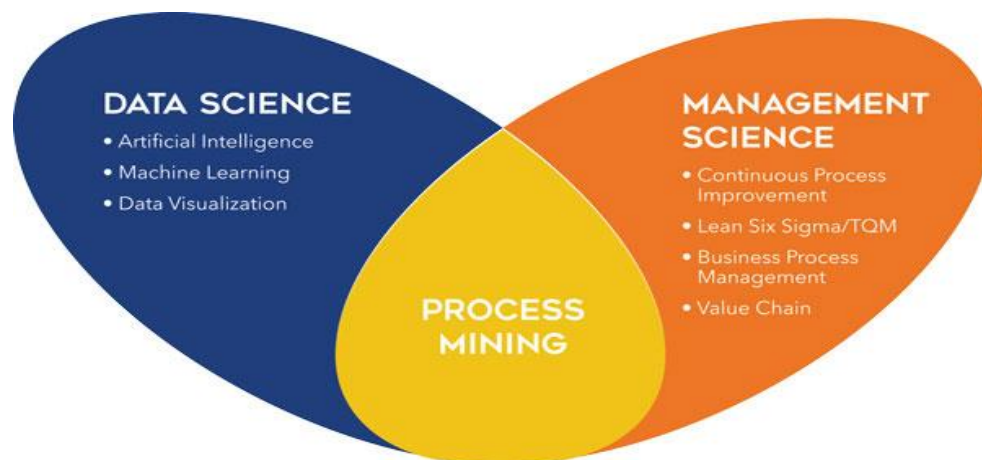 DATA SCIENCE
• Artificial Intelligence
• Machine Learning
• Data Visualization
MANAGEMENT
SCIENCE
• Continuous Process
Improvement
• Lean Six Sigma/TQM
• Business Process
Management
• Value Chain
PROCESS
MINING